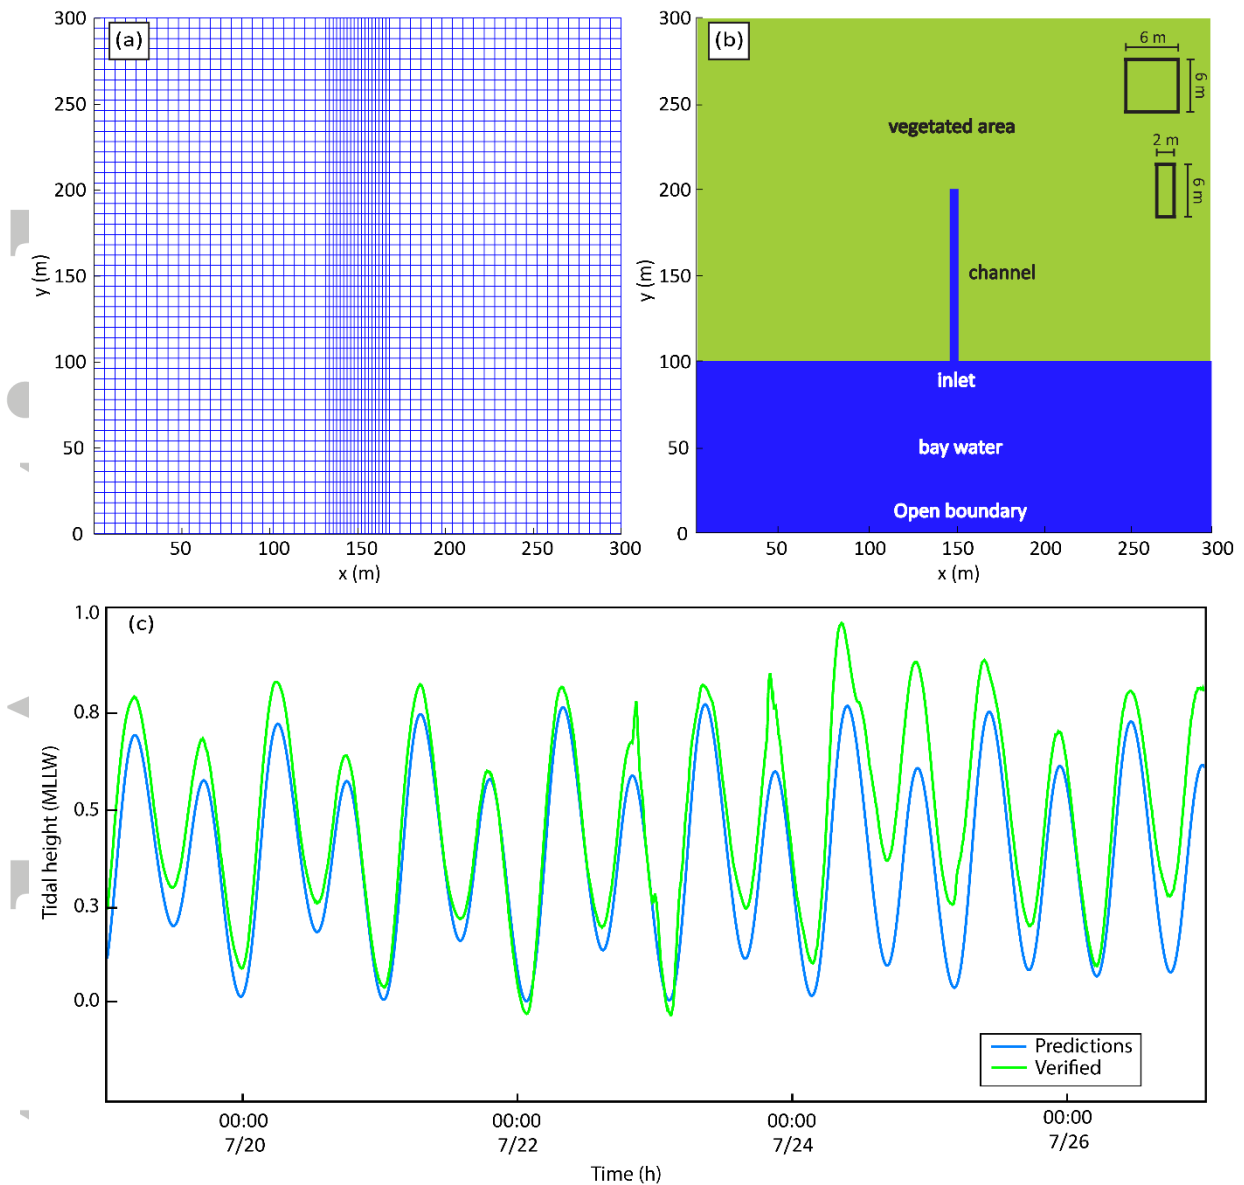 (a)
300
250
200
150
100
50
0
y (m)
50 100 150 200 250 300
x (m)
(b)
300
250
200
150
100
50
0
y (m)
6 m
6 m
vegetated area
2 m
6 m
channel
inlet
bay water
Open boundary
50 100 150 200 250 300
x (m)
(c)
1.0
0.8
0.5
0.3
0.0
Tidal height (MLLW)
Predictions
Verified
00:00 00:00 00:00 00:00
7/20 7/22 7/24 7/26
Time (h)